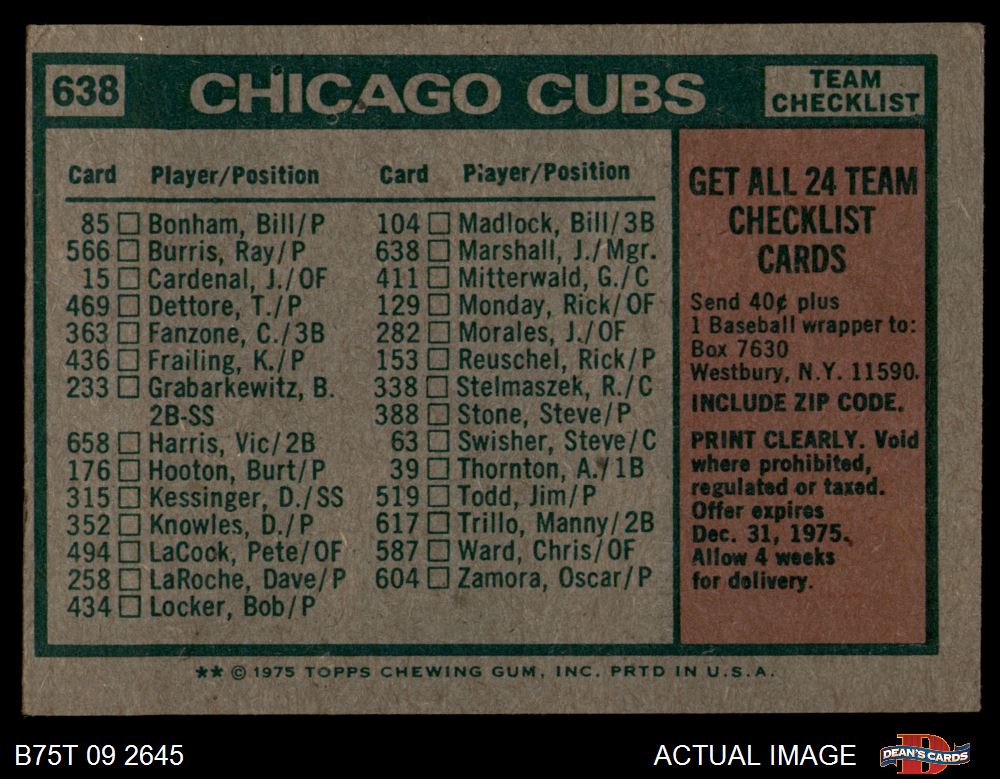 638 CHICAGO CUBS TEAM CHECKLIST
Card Player/Position
85 Bonham, Bill/P
566 Burris, Ray/P
15 Cardenal, J./OF
469 Dettore, T./P
363 Fanzone, C./3B
436 Frailing, K./P
233 Grabarkewitz, B.
2B-SS
658 Harris, Vic/2B
176 Hooton, Burt/P
315 Kessinger, D./SS
352 Knowles, D./P
494 LaCock, Pete/OF
258 LaRoche, Dave/P
434 Locker, Bob/P
Card Player/Position
104 Madlock, Bill/3B
638 Marshall, J./Mgr.
411 Mitterwald, G./C
129 Monday, Rick/OF
282 Morales, J./OF
153 Reuschel, Rick/P
338 Stelmaszek, R./C
388 Stone, Steve/P
63 Swisher, Steve/C
39 Thornton, A./1B
519 Todd, Jim/P
617 Trillo, Manny/2B
587 Ward, Chris/OF
604 Zamora, Oscar/P
GET ALL 24 TEAM
CHECKLIST
CARDS
Send 40¢ plus
1 Baseball wrapper to:
Box 7630
Westbury, N.Y. 11590.
INCLUDE ZIP CODE.
PRINT CLEARLY. Void
where prohibited,
regulated or taxed.
Offer expires
Dec. 31, 1975.
Allow 4 weeks
for delivery.
** © 1975 TOPPS CHEWING GUM, INC. PRTD IN U.S.A.
B75T 09 2645
ACTUAL IMAGE
DEAN'S CARDS